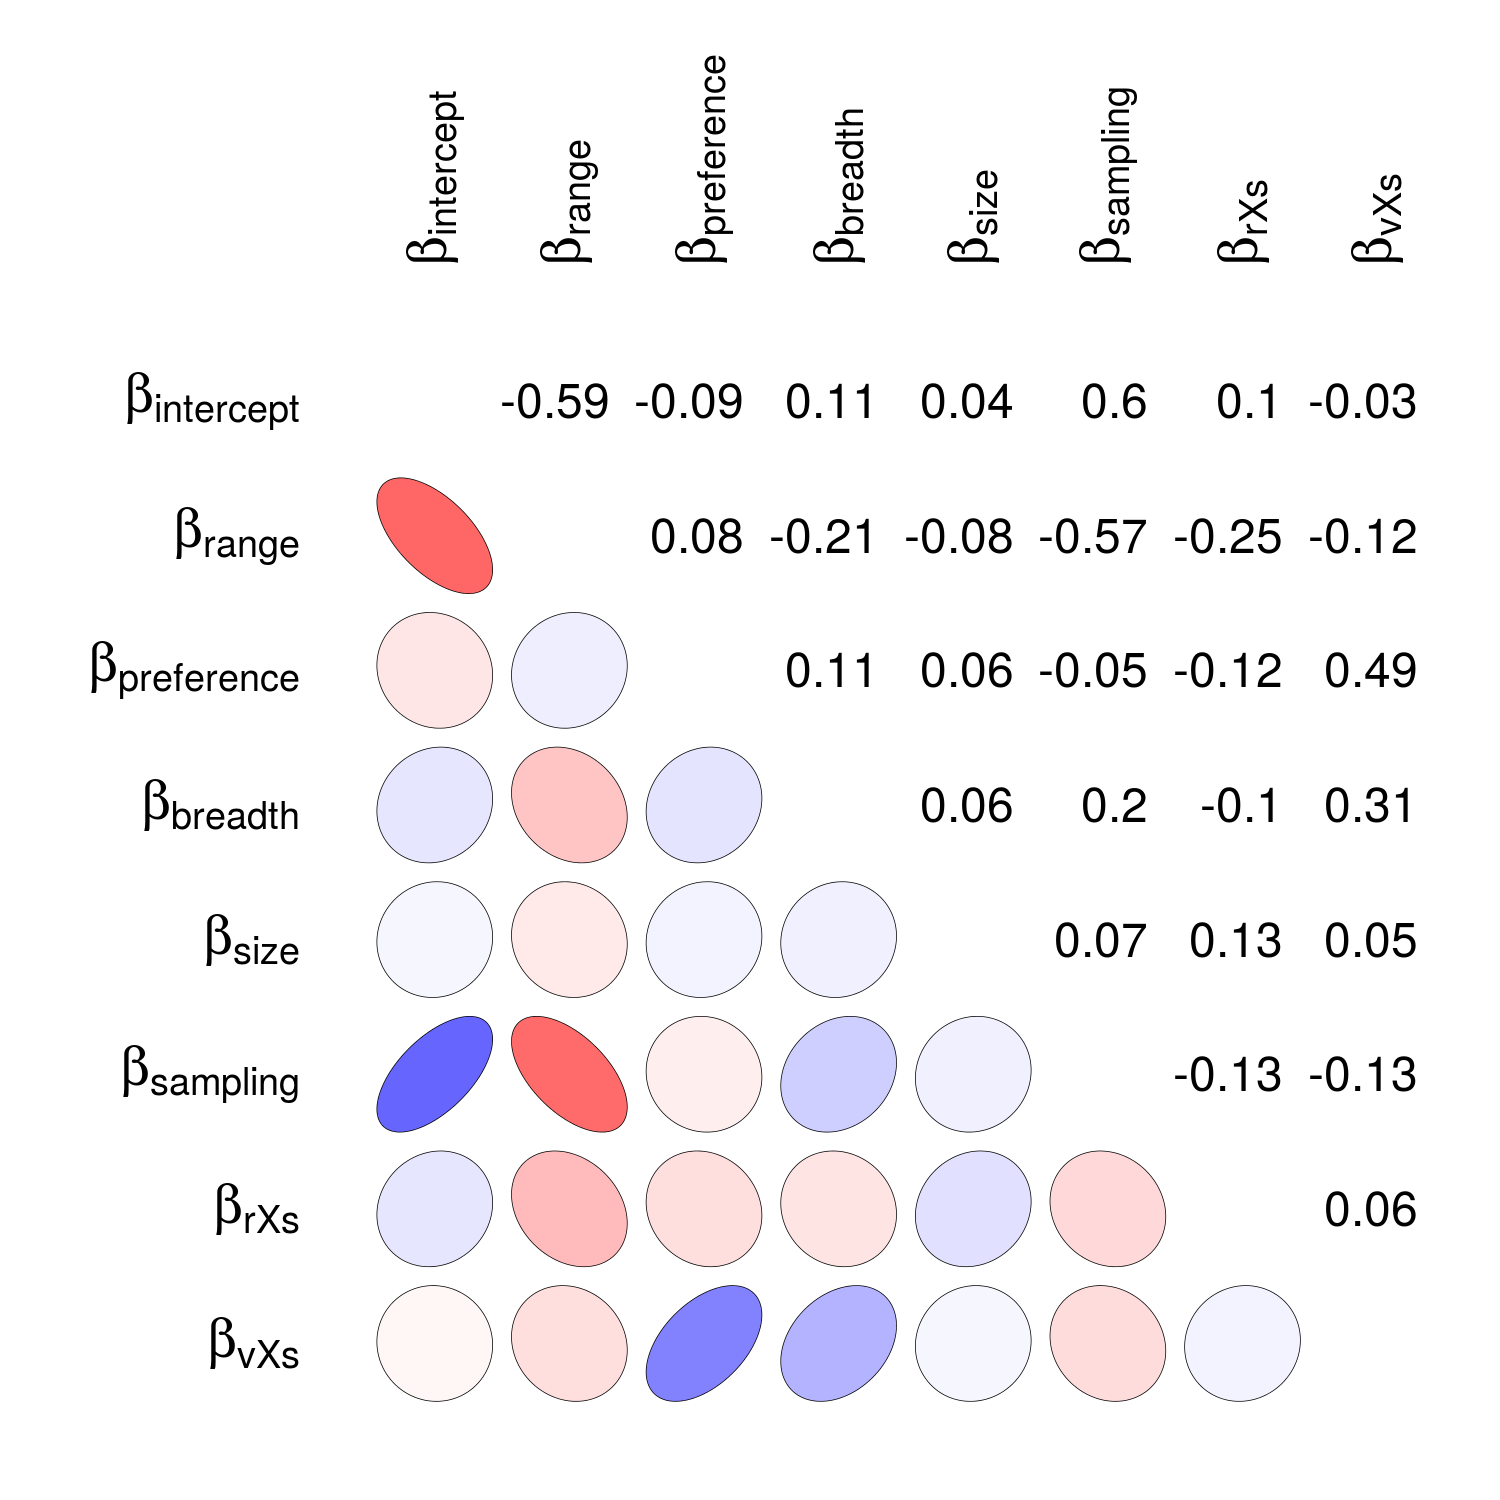 βintercept βrange βpreference βbreadth βsize βsampling βrXs βvXs
βintercept -0.59 -0.09 0.11 0.04 0.6 0.1 -0.03
βrange 0.08 -0.21 -0.08 -0.57 -0.25 -0.12
βpreference 0.11 0.06 -0.05 -0.12 0.49
βbreadth 0.06 0.2 -0.1 0.31
βsize 0.07 0.13 0.05
βsampling -0.13 -0.13
βrXs 0.06
βvXs